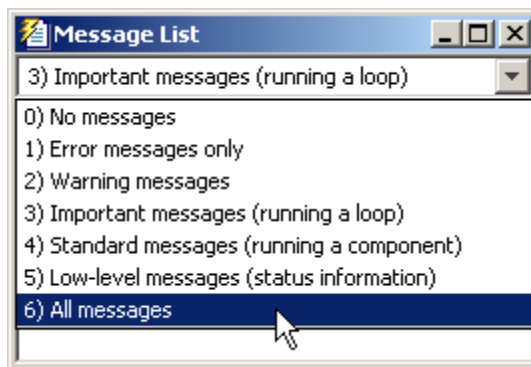 Message List
3) Important messages (running a loop)
0) No messages
1) Error messages only
2) Warning messages
3) Important messages (running a loop)
4) Standard messages (running a component)
5) Low-level messages (status information)
6) All messages